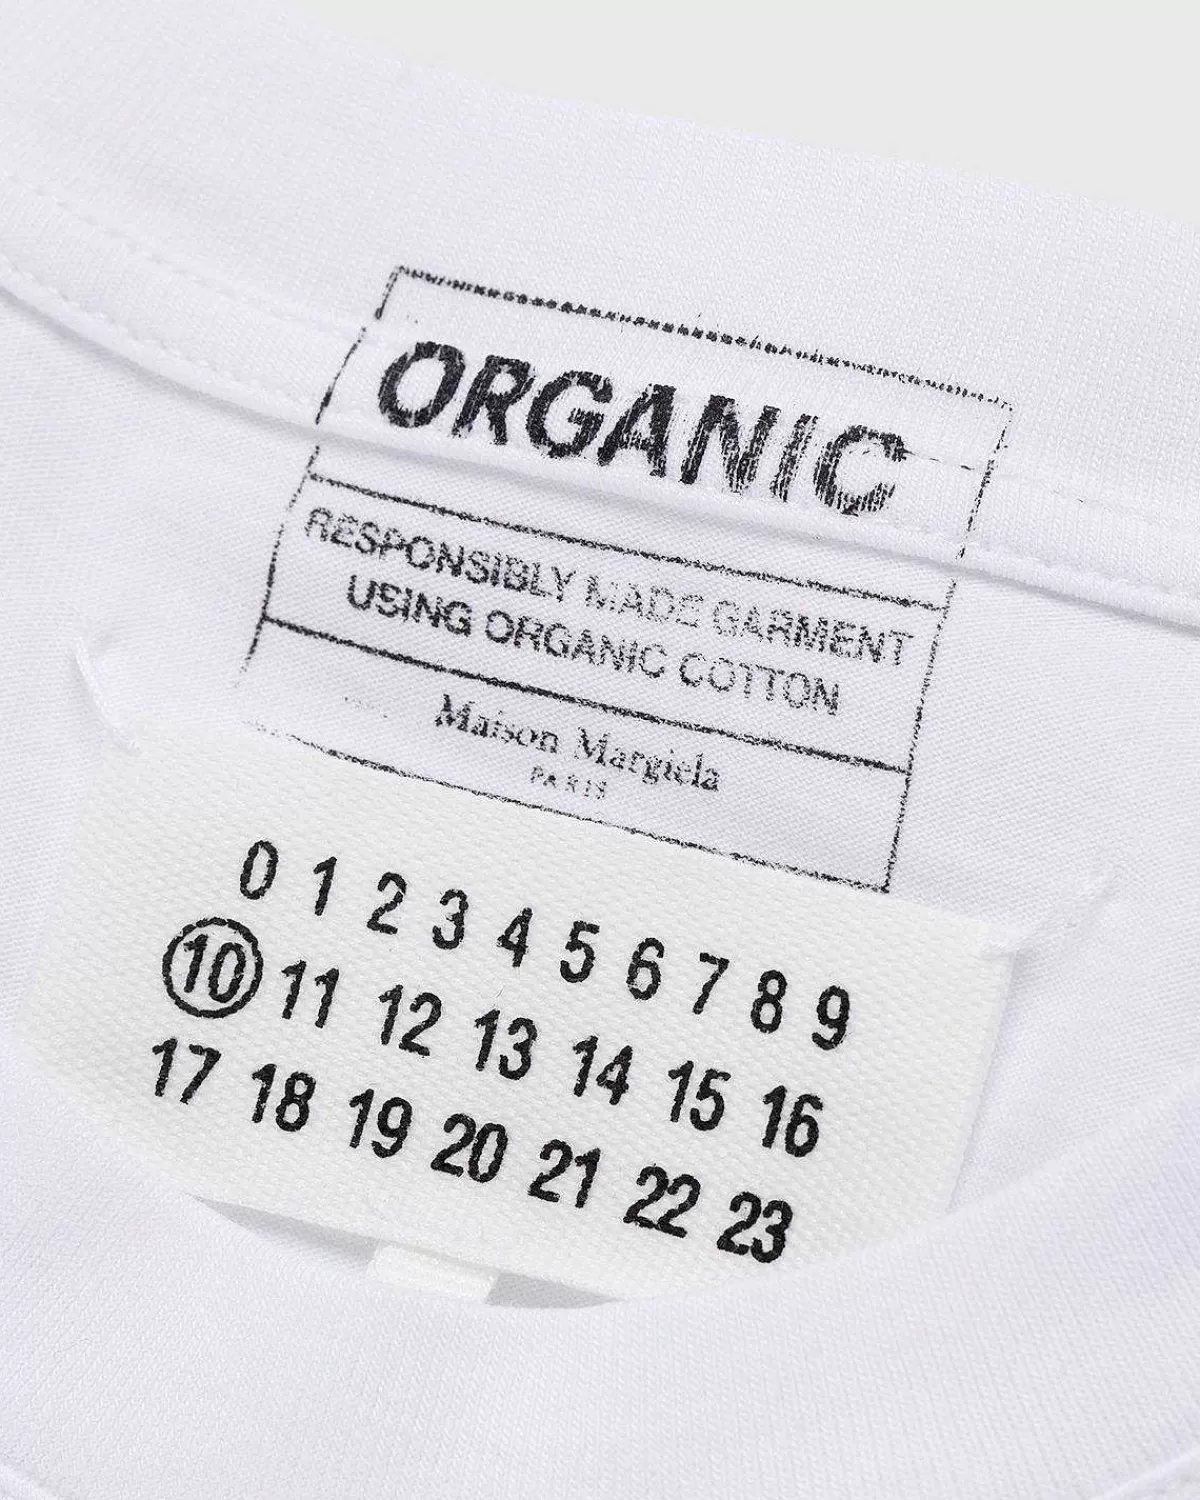 ORGANIC
RESPONSIBLY MADE GARMENT
USING ORGANIC COTTON
Maison Margiela
PARIS
0 1 2 3 4 5 6 7 8 9
10 11 12 13 14 15 16
17 18 19 20 21 22 23